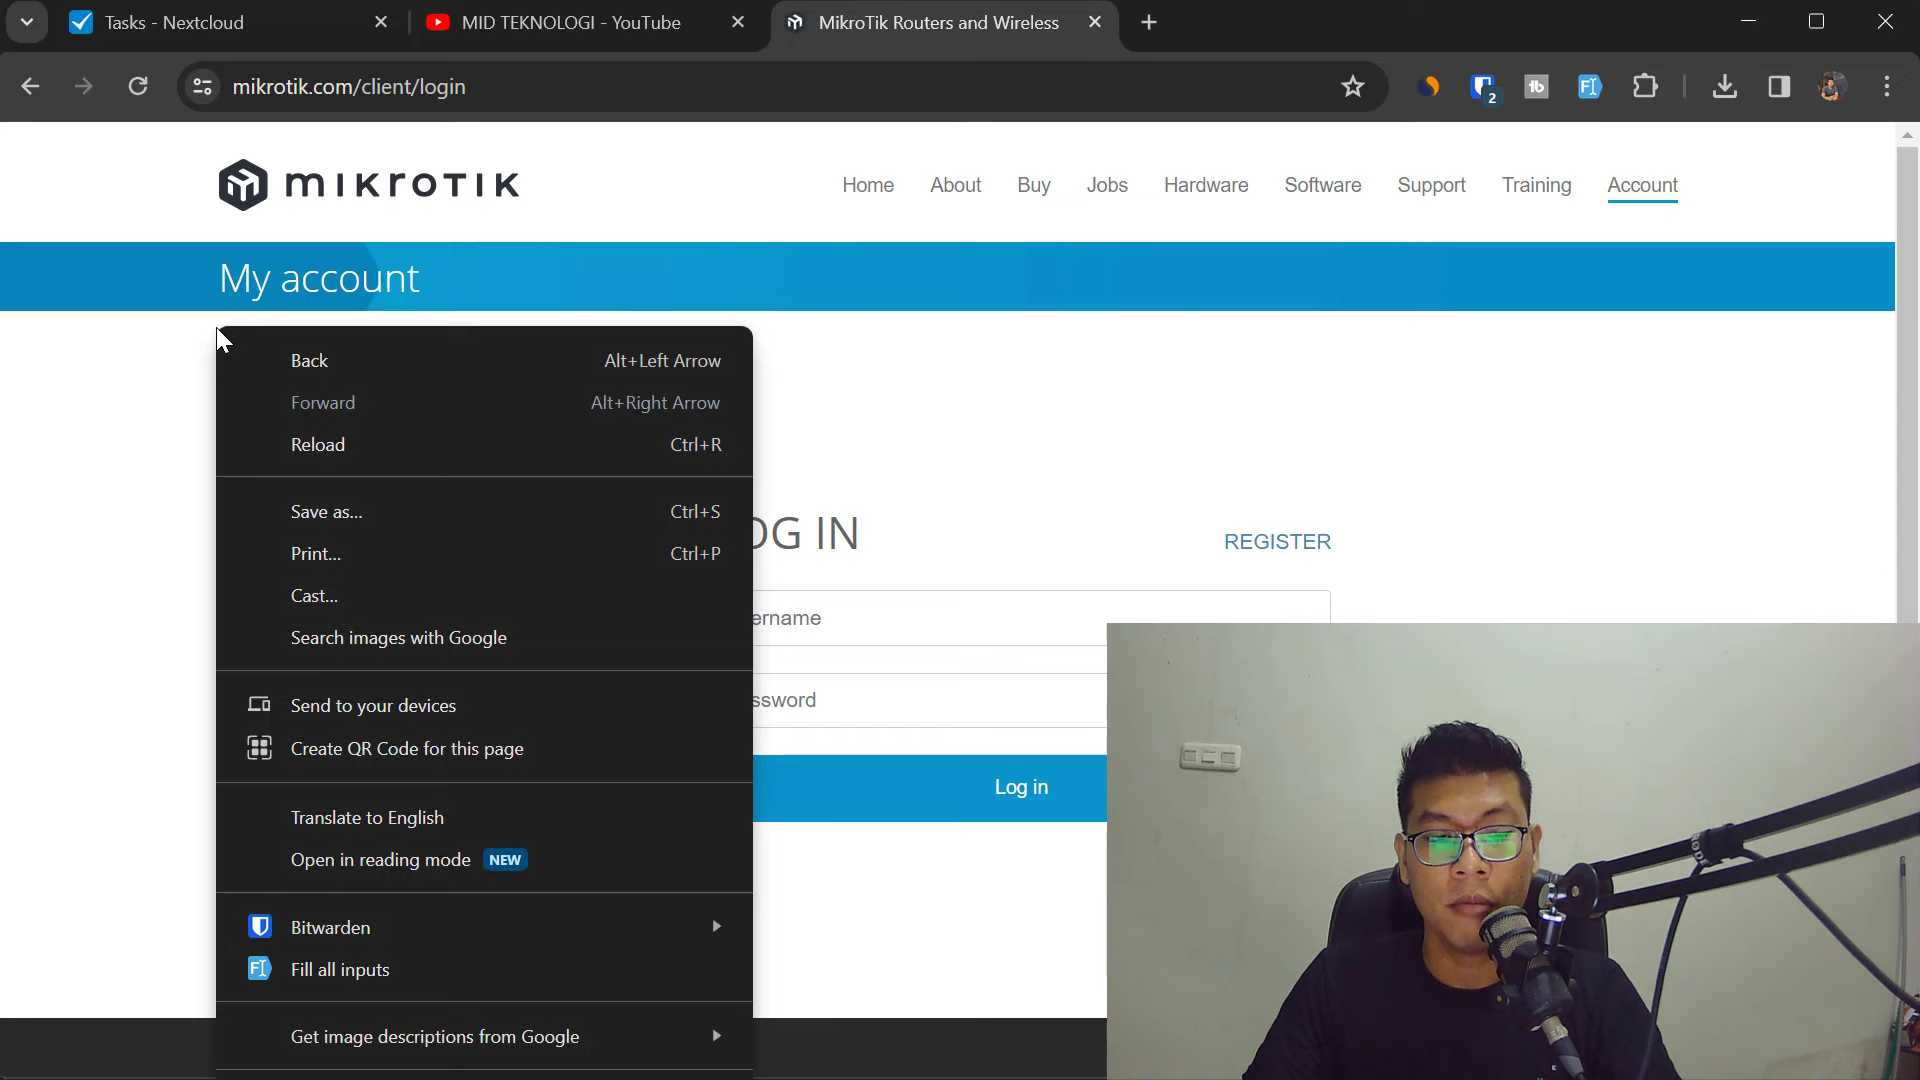 Tasks - Nextcloud
MID TEKNOLOGI - YouTube
MikroTik Routers and Wireless
mikrotik.com/client/login
2
tb
FI
mikrotik
Home
About
Buy
Jobs
Hardware
Software
Support
Training
Account
My account
Back Alt+Left Arrow
Forward Alt+Right Arrow
Reload Ctrl+R
Save as... Ctrl+S
Print... Ctrl+P
Cast...
Search images with Google
Send to your devices
Create QR Code for this page
Translate to English
Open in reading mode NEW
Bitwarden
FI Fill all inputs
Get image descriptions from Google
OG IN
REGISTER
ername
ssword
Log in